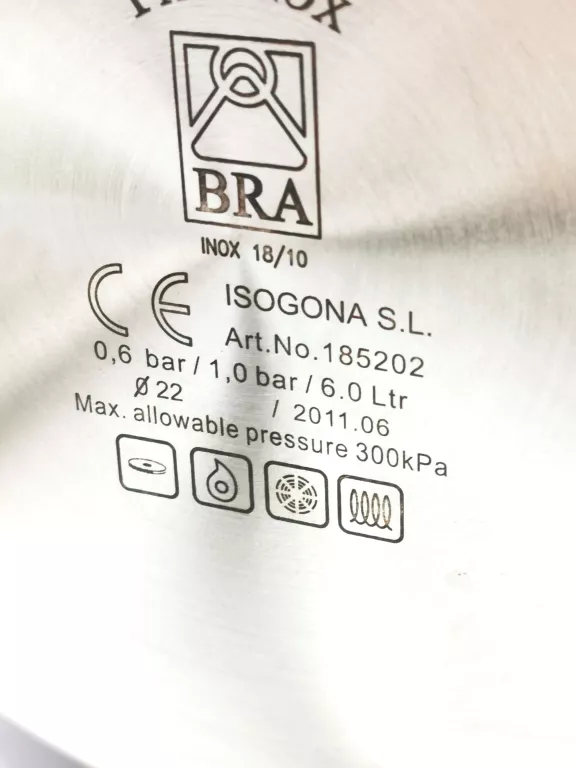 BRA
INOX 18/10
CE ISOGONA S.L.
Art.No.185202
0,6 bar / 1,0 bar / 6.0 Ltr
Ø 22 / 2011.06
Max. allowable pressure 300kPa